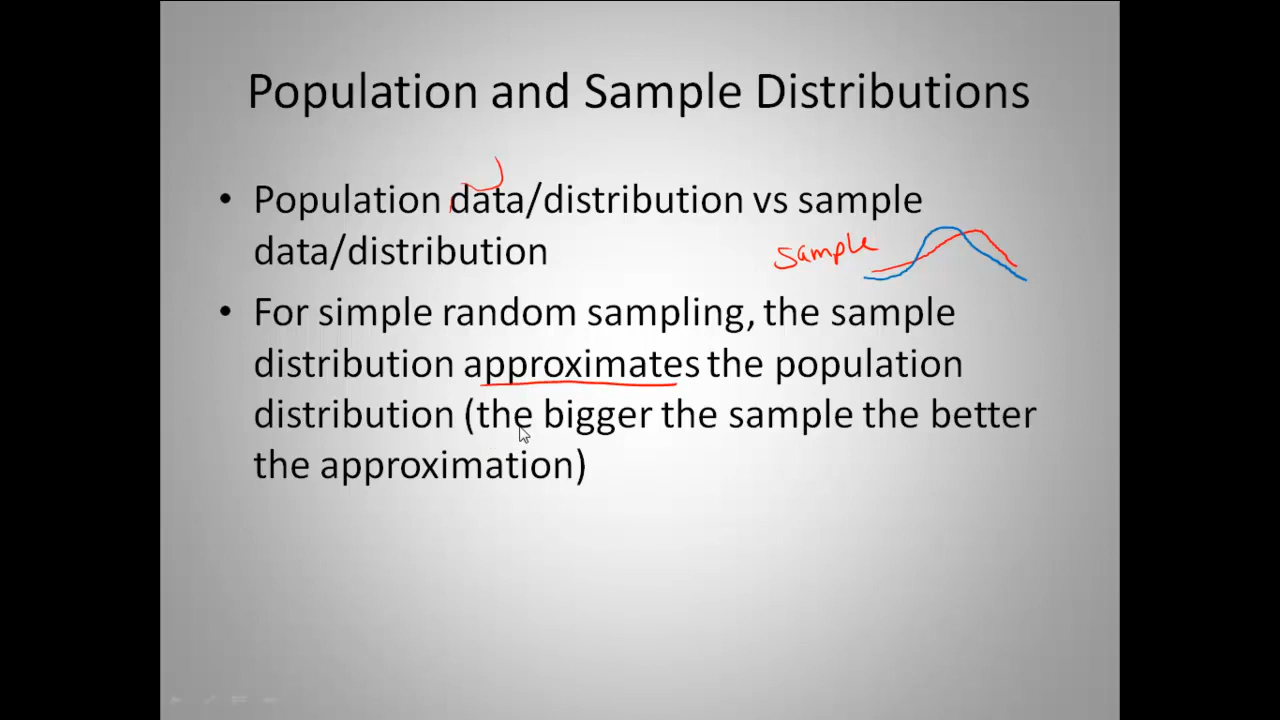 Population and Sample Distributions
• Population data/distribution vs sample
data/distribution
sample
• For simple random sampling, the sample
distribution approximates the population
distribution (the bigger the sample the better
the approximation)